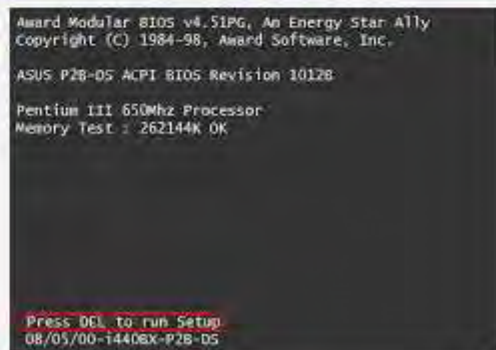 Award Modular BIOS v4.51PG, An Energy Star Ally
Copyright (C) 1984-98, Award Software, Inc.
ASUS P2B-DS ACPI BIOS Revision 1012B
Pentium III 650Mhz Processor
Memory Test : 262144K OK
Press DEL to run Setup
08/05/00-i440BX-P2B-DS